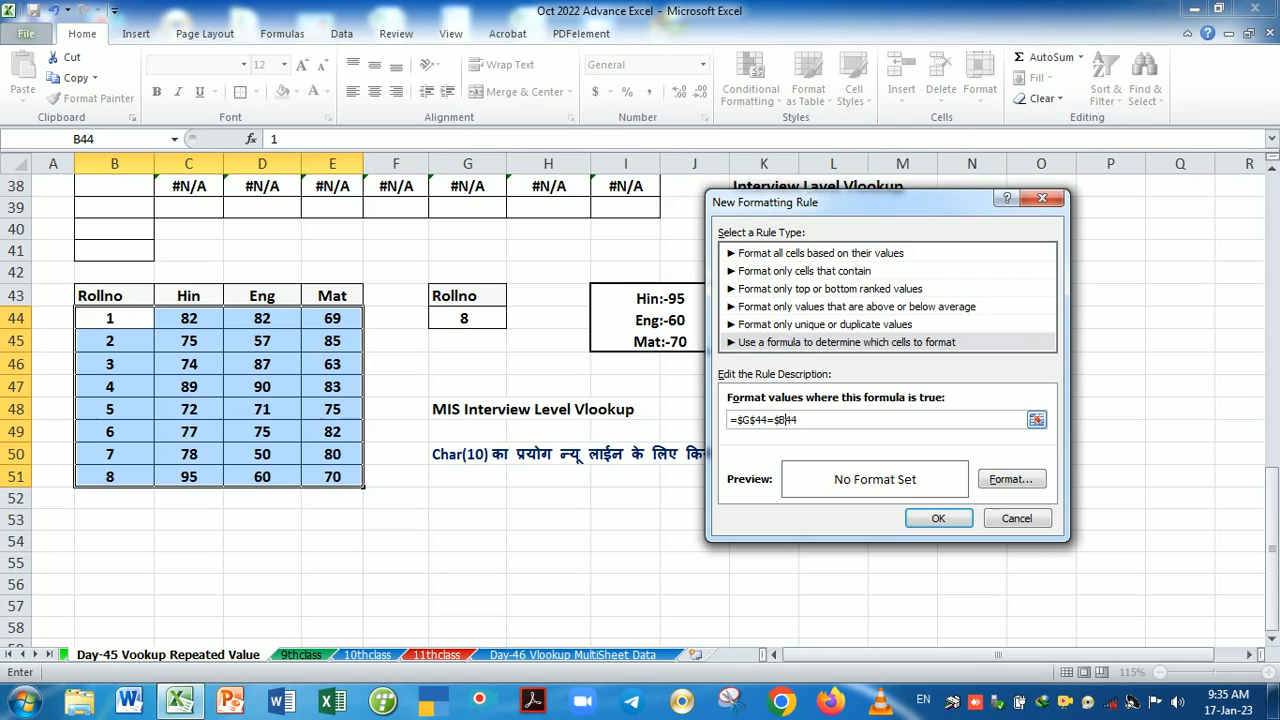 Oct 2022 Advance Excel - Microsoft Excel
File Home Insert Page Layout Formulas Data Review View Acrobat PDFelement
Paste
Cut
Copy
Format Painter
Clipboard
12
B I U A
Font
Wrap Text
Merge & Center
Alignment
General
$ % ,
Number
Conditional Formatting
Format as Table
Cell Styles
Styles
Insert Delete Format
Cells
AutoSum
Fill
Clear
Sort & Filter
Find & Select
Editing
B44 fx 1
A B C D E F G H I J K L M N O P Q R
38 #N/A #N/A #N/A #N/A #N/A #N/A #N/A Interview Lavel Vlookup
39
40
41
42
43 Rollno Hin Eng Mat Rollno Hin:-95
44 1 82 82 69 8 Eng:-60
45 2 75 57 85 Mat:-70
46 3 74 87 63
47 4 89 90 83
48 5 72 71 75 MIS Interview Level Vlookup
49 6 77 75 82
50 7 78 50 80 Char(10) का प्रयोग न्यू लाईन के लिए
51 8 95 60 70
52
53
54
55
56
57
58
New Formatting Rule
Select a Rule Type:
► Format all cells based on their values
► Format only cells that contain
► Format only top or bottom ranked values
► Format only values that are above or below average
► Format only unique or duplicate values
► Use a formula to determine which cells to format
Edit the Rule Description:
Format values where this formula is true:
=$G$44=$B44
Preview: No Format Set Format...
OK Cancel
Day-45 Vookup Repeated Value 9thclass 10thclass 11thclass Day-46 Vlookup MultiSheet Data
Enter 115%
EN 9:35 AM
17-Jan-23